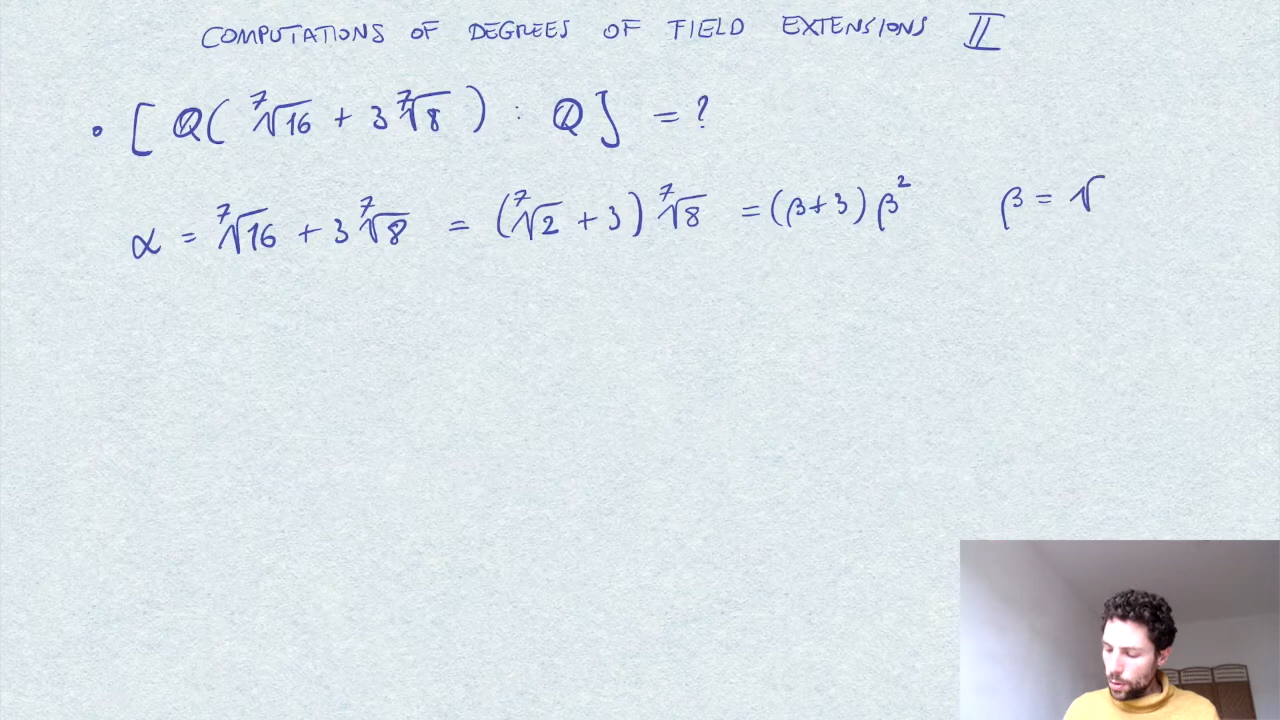 COMPUTATIONS OF DEGREES OF FIELD EXTENSIONS II
• [ Q( ⁷√16 + 3 ⁷√8 ) : Q ] = ?
α = ⁷√16 + 3 ⁷√8 = (⁷√2 + 3) ⁷√8 = (β + 3) β² β = √